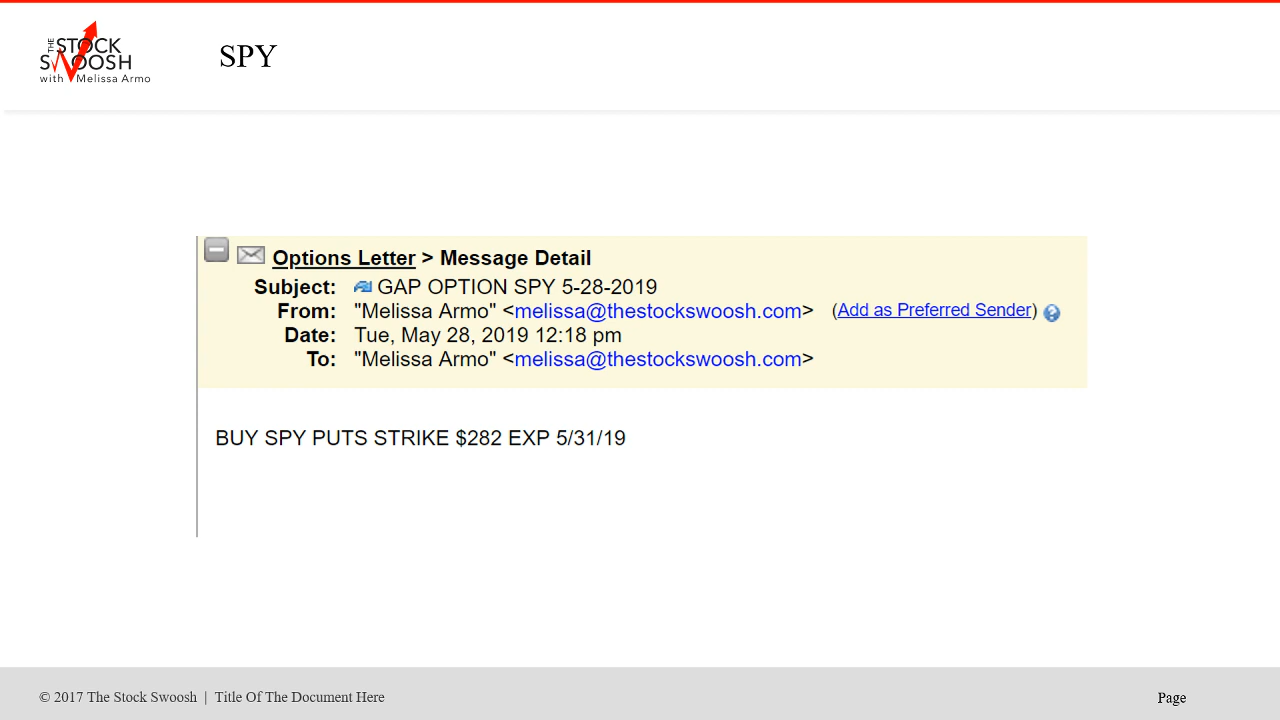 THE STOCK
SWOOSH
with Melissa Armo
SPY
Options Letter > Message Detail
Subject: GAP OPTION SPY 5-28-2019
From: "Melissa Armo" <melissa@thestockswoosh.com> (Add as Preferred Sender)
Date: Tue, May 28, 2019 12:18 pm
To: "Melissa Armo" <melissa@thestockswoosh.com>
BUY SPY PUTS STRIKE $282 EXP 5/31/19
© 2017 The Stock Swoosh | Title Of The Document Here
Page